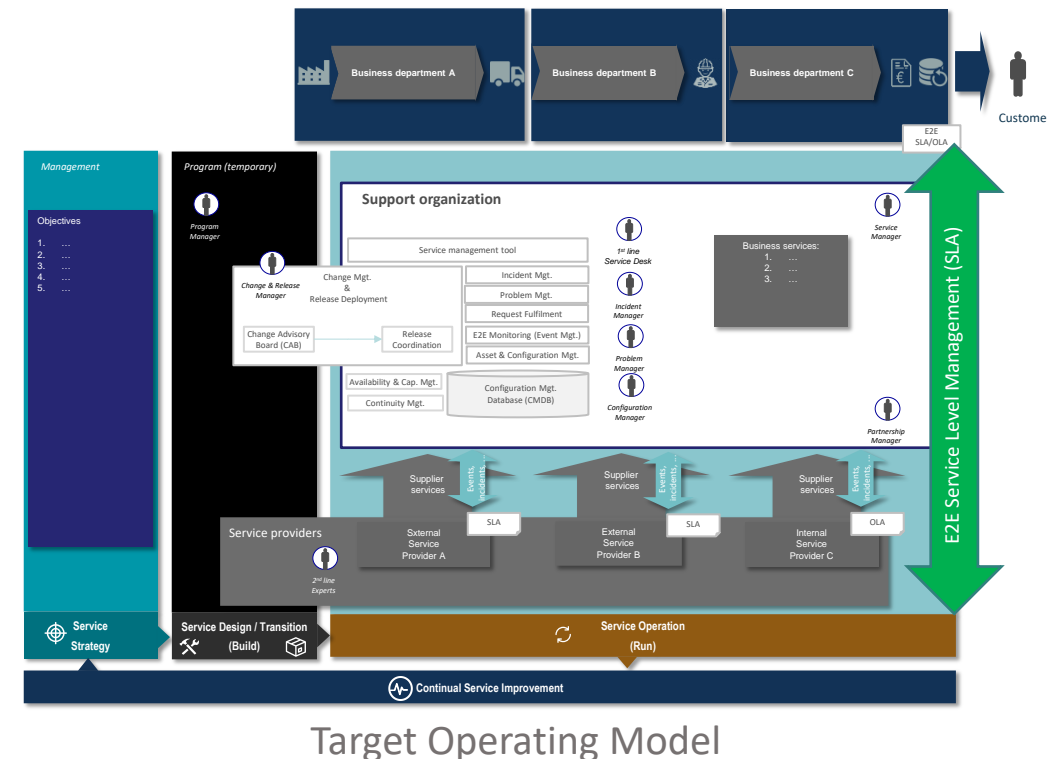 Business department A
Business department B
Business department C
€
Custome
E2E
SLA/OLA
Management
Objectives
1. …
2. …
3. …
4. …
5. …
Program (temporary)
Program
Manager
Change & Release
Manager
Support organization
Service management tool
Change Mgt.
&
Release Deployment
Change Advisory
Board (CAB)
Release
Coordination
Incident Mgt.
Problem Mgt.
Request Fulfilment
E2E Monitoring (Event Mgt.)
Asset & Configuration Mgt.
Availability & Cap. Mgt.
Continuity Mgt.
Configuration Mgt.
Database (CMDB)
1st line
Service Desk
Incident
Manager
Problem
Manager
Configuration
Manager
Business services:
1. …
2. …
3. …
Service
Manager
Partnership
Manager
E2E Service Level Management (SLA)
Supplier
services
Events,
incidents, …
Supplier
services
Events,
incidents, …
Supplier
services
Events,
incidents, …
Service providers
2nd line
Experts
Sxternal
Service
Provider A
SLA
External
Service
Provider B
SLA
Internal
Service
Provider C
OLA
Service
Strategy
Service Design / Transition
(Build)
Service Operation
(Run)
Continual Service Improvement
Target Operating Model